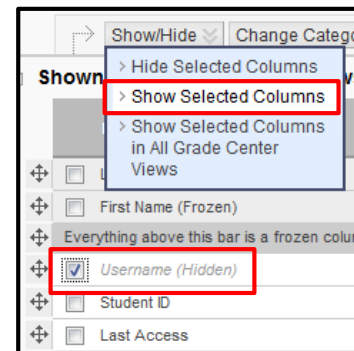 Show/Hide Change Catego
Shown
> Hide Selected Columns
> Show Selected Columns
> Show Selected Columns
in All Grade Center
Views
First Name (Frozen)
Everything above this bar is a frozen colu
Username (Hidden)
Student ID
Last Access